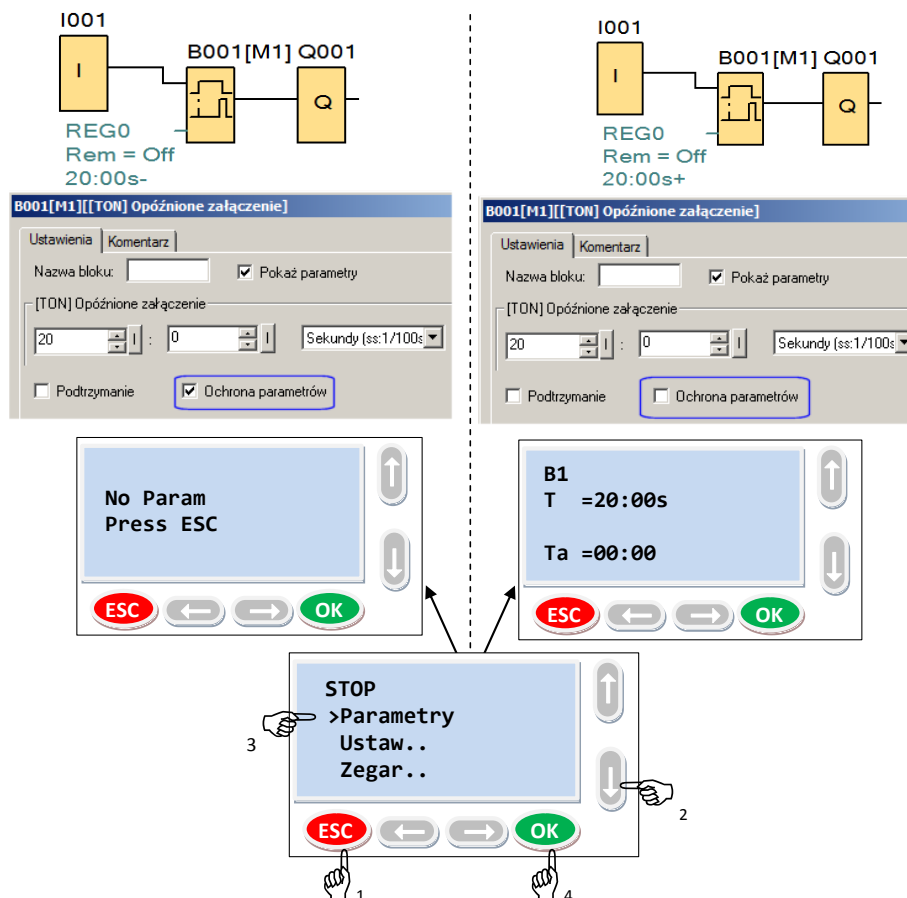 I001
I
B001[M1] Q001
Q
REG0
Rem = Off
20:00s-
B001[M1][[TON] Opóźnione załączenie]
Ustawienia
Komentarz
Nazwa bloku:
Pokaż parametry
[TON] Opóźnione załączenie
20
I
:
0
I
Sekundy (ss:1/100s
Podtrzymanie
Ochrona parametrów
No Param
Press ESC
ESC
OK
I001
I
B001[M1] Q001
Q
REG0
Rem = Off
20:00s+
B001[M1][[TON] Opóźnione załączenie]
Ustawienia
Komentarz
Nazwa bloku:
Pokaż parametry
[TON] Opóźnione załączenie
20
I
:
0
I
Sekundy (ss:1/100s
Podtrzymanie
Ochrona parametrów
B1
T =20:00s
Ta =00:00
ESC
OK
STOP
>Parametry
Ustaw..
Zegar..
3
2
ESC
OK
1
4